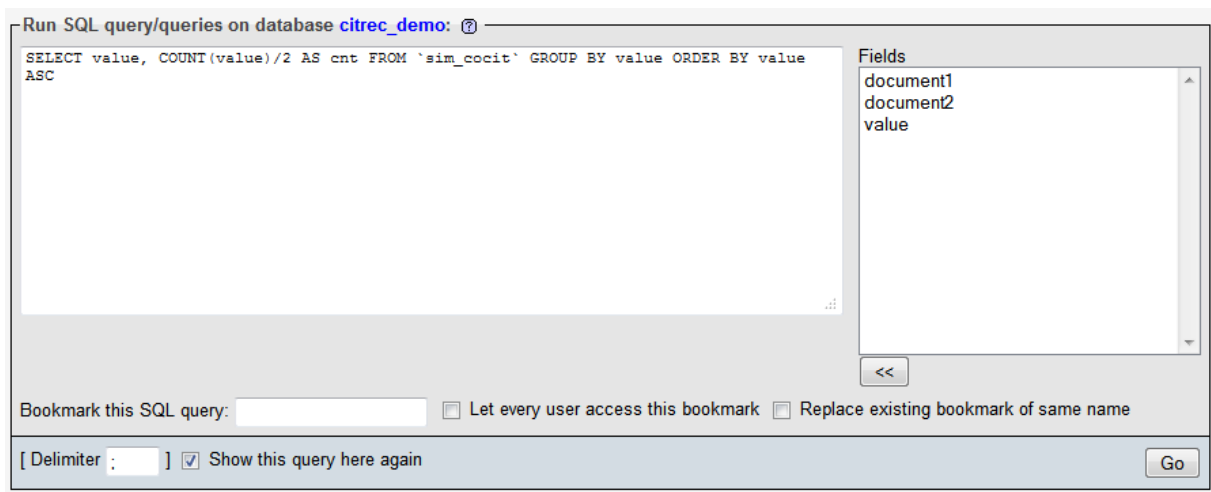 Run SQL query/queries on database citrec_demo:
SELECT value, COUNT(value)/2 AS cnt FROM `sim_cocit` GROUP BY value ORDER BY value
ASC
Fields
document1
document2
value
<<
Bookmark this SQL query:
Let every user access this bookmark
Replace existing bookmark of same name
[ Delimiter ; ] Show this query here again
Go